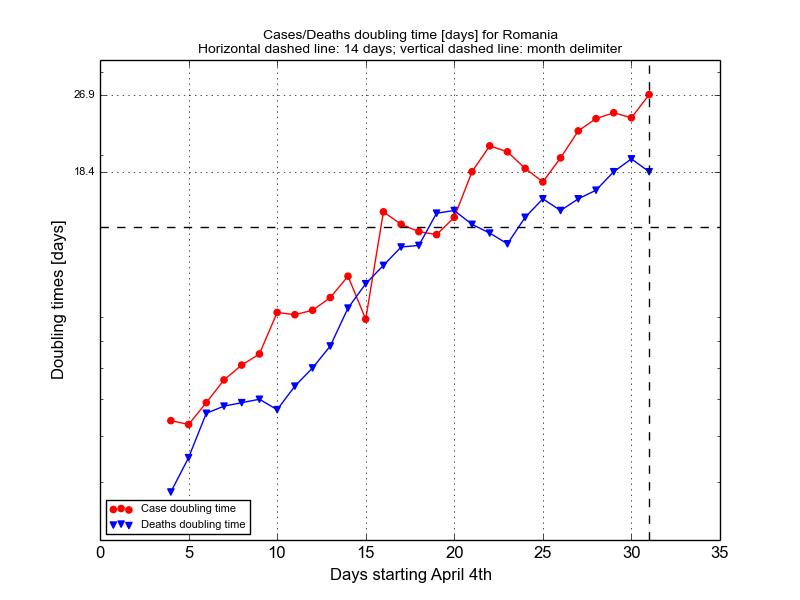 Cases/Deaths doubling time [days] for Romania
Horizontal dashed line: 14 days; vertical dashed line: month delimiter
26.9
18.4
Doubling times [days]
Case doubling time
Deaths doubling time
0 5 10 15 20 25 30 35
Days starting April 4th